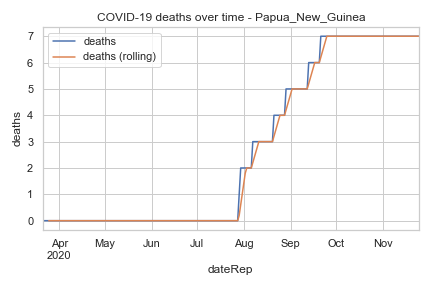 COVID-19 deaths over time - Papua_New_Guinea
deaths
deaths (rolling)
deaths
7
6
5
4
3
2
1
0
Apr
2020
May
Jun
Jul
Aug
Sep
Oct
Nov
dateRep